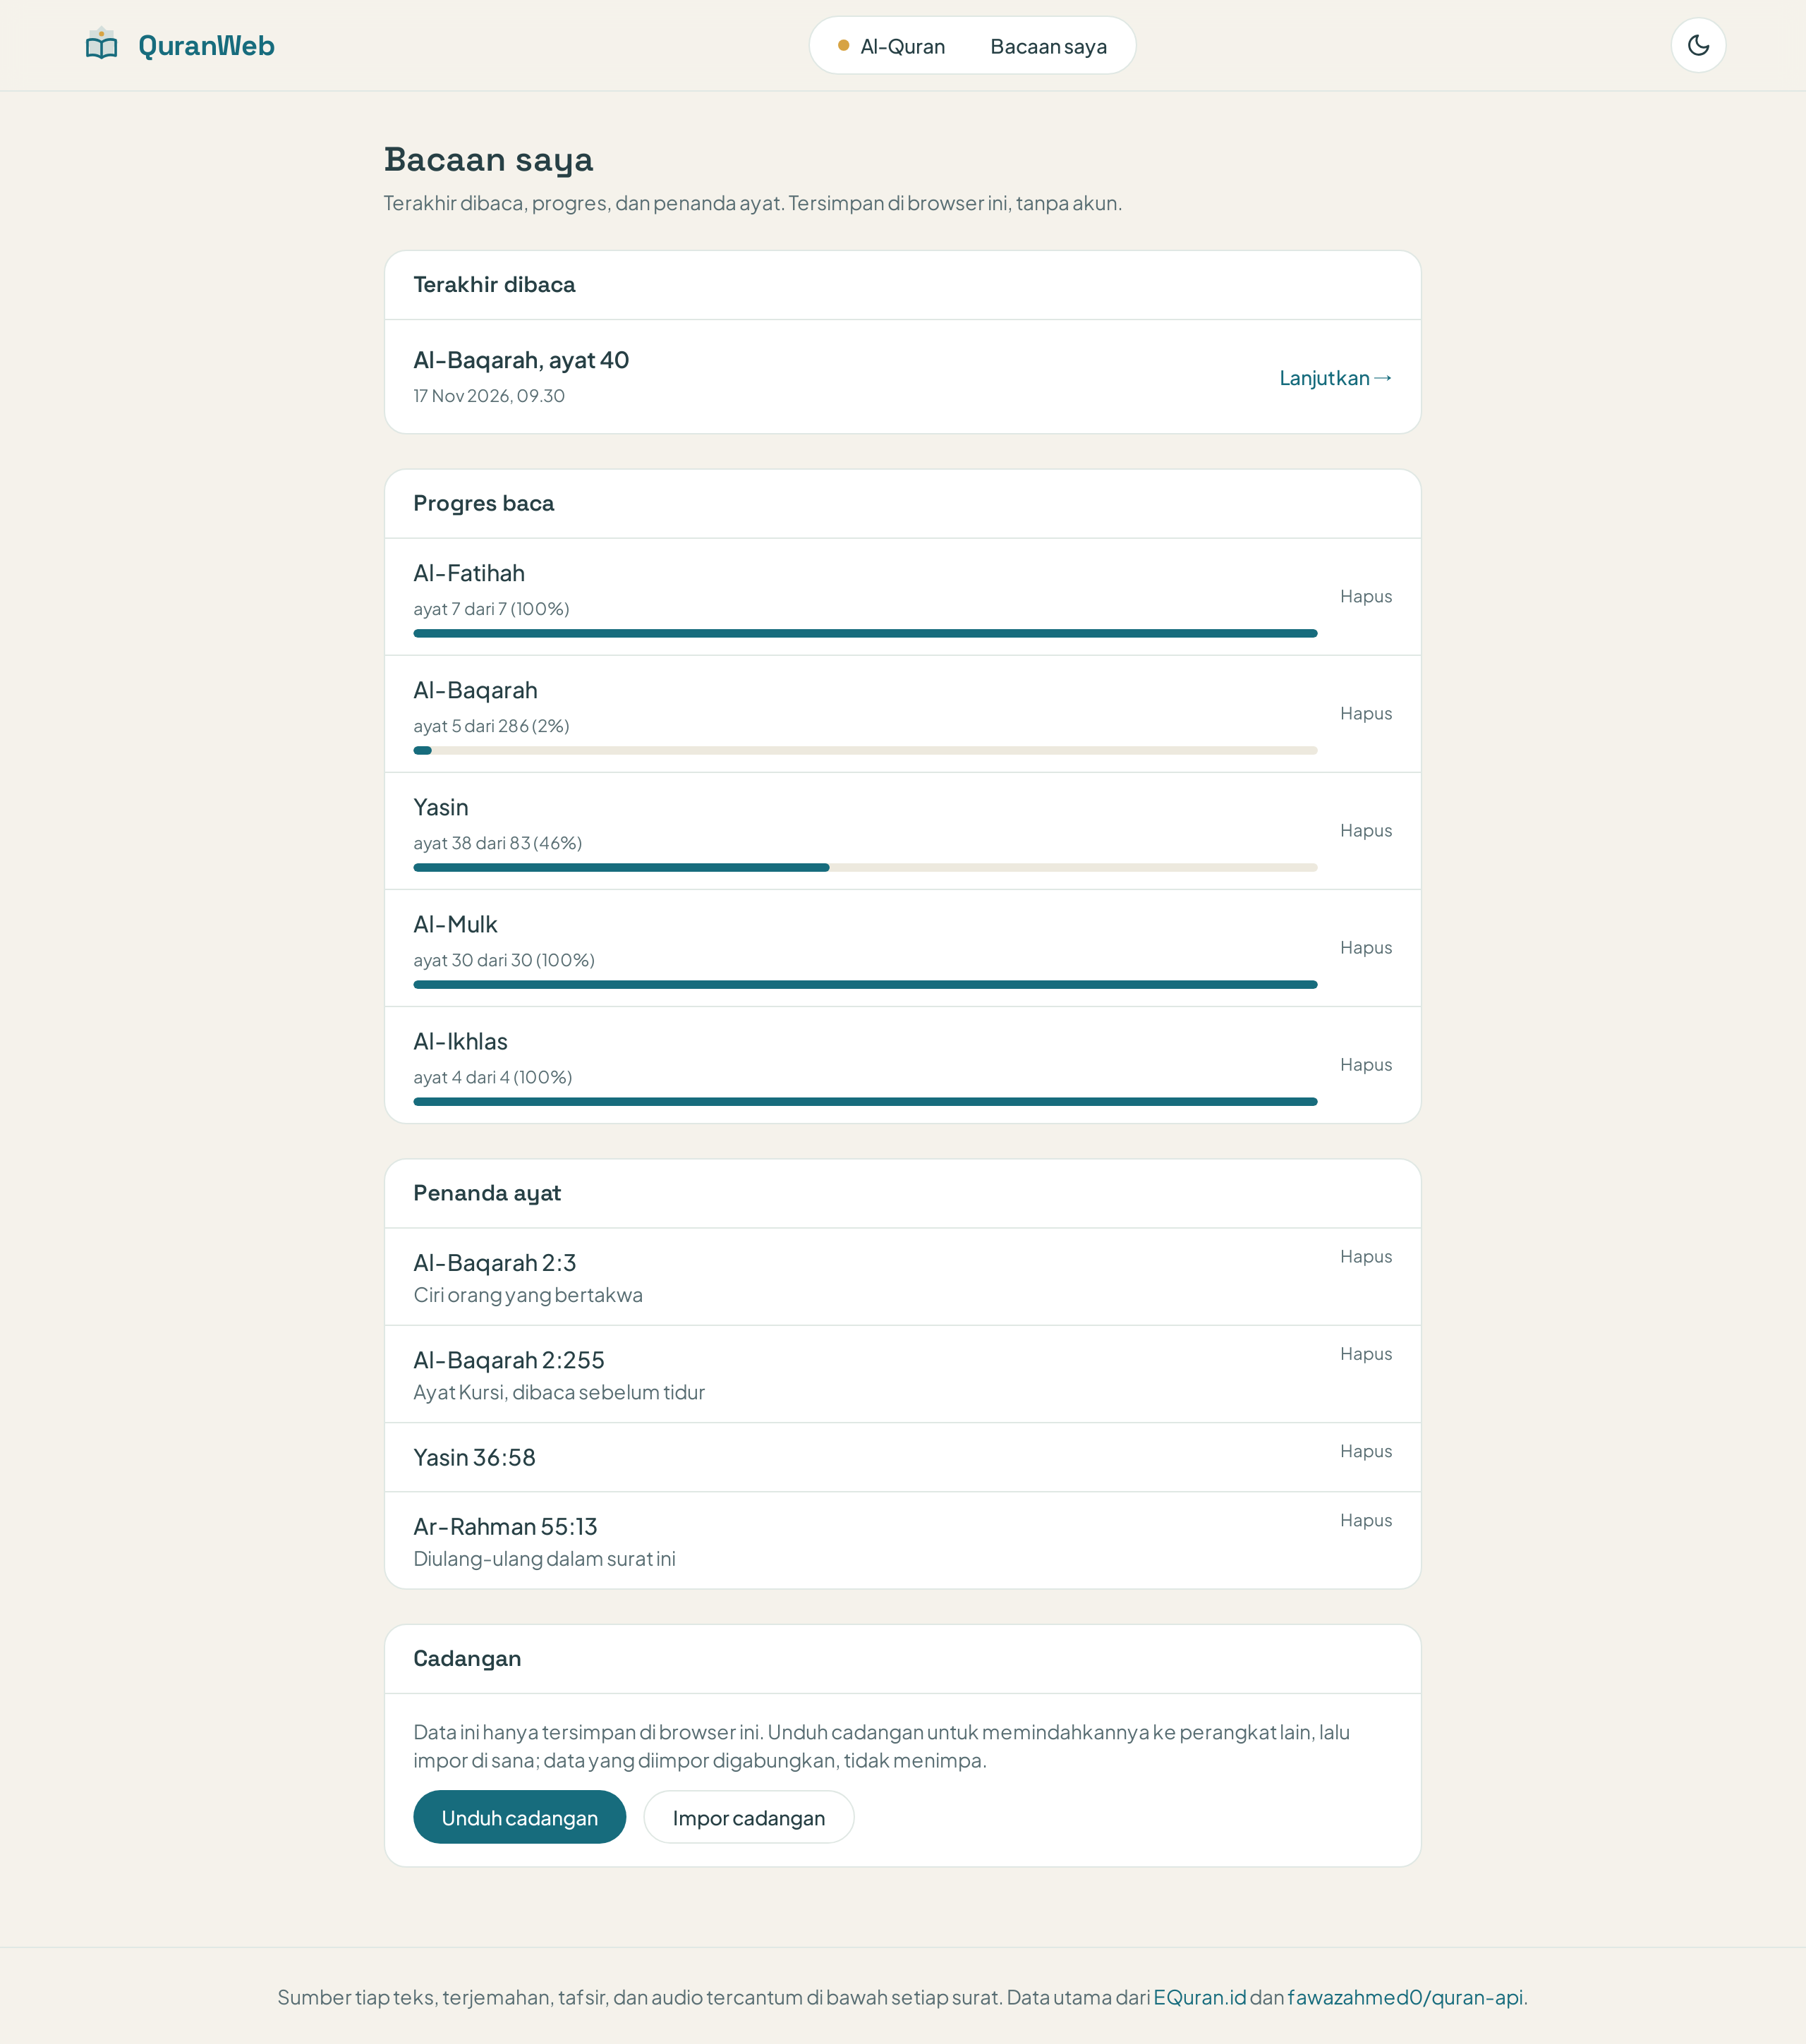 QuranWeb
Al-Quran
Bacaan saya
Bacaan saya
Terakhir dibaca, progres, dan penanda ayat. Tersimpan di browser ini, tanpa akun.
Terakhir dibaca
Al-Baqarah, ayat 40
17 Nov 2026, 09.30
Lanjutkan →
Progres baca
Al-Fatihah
ayat 7 dari 7 (100%)
Hapus
Al-Baqarah
ayat 5 dari 286 (2%)
Hapus
Yasin
ayat 38 dari 83 (46%)
Hapus
Al-Mulk
ayat 30 dari 30 (100%)
Hapus
Al-Ikhlas
ayat 4 dari 4 (100%)
Hapus
Penanda ayat
Al-Baqarah 2:3
Hapus
Ciri orang yang bertakwa
Al-Baqarah 2:255
Hapus
Ayat Kursi, dibaca sebelum tidur
Yasin 36:58
Hapus
Ar-Rahman 55:13
Hapus
Diulang-ulang dalam surat ini
Cadangan
Data ini hanya tersimpan di browser ini. Unduh cadangan untuk memindahkannya ke perangkat lain, lalu
impor di sana; data yang diimpor digabungkan, tidak menimpa.
Unduh cadangan
Impor cadangan
Sumber tiap teks, terjemahan, tafsir, dan audio tercantum di bawah setiap surat. Data utama dari EQuran.id dan fawazahmed0/quran-api.